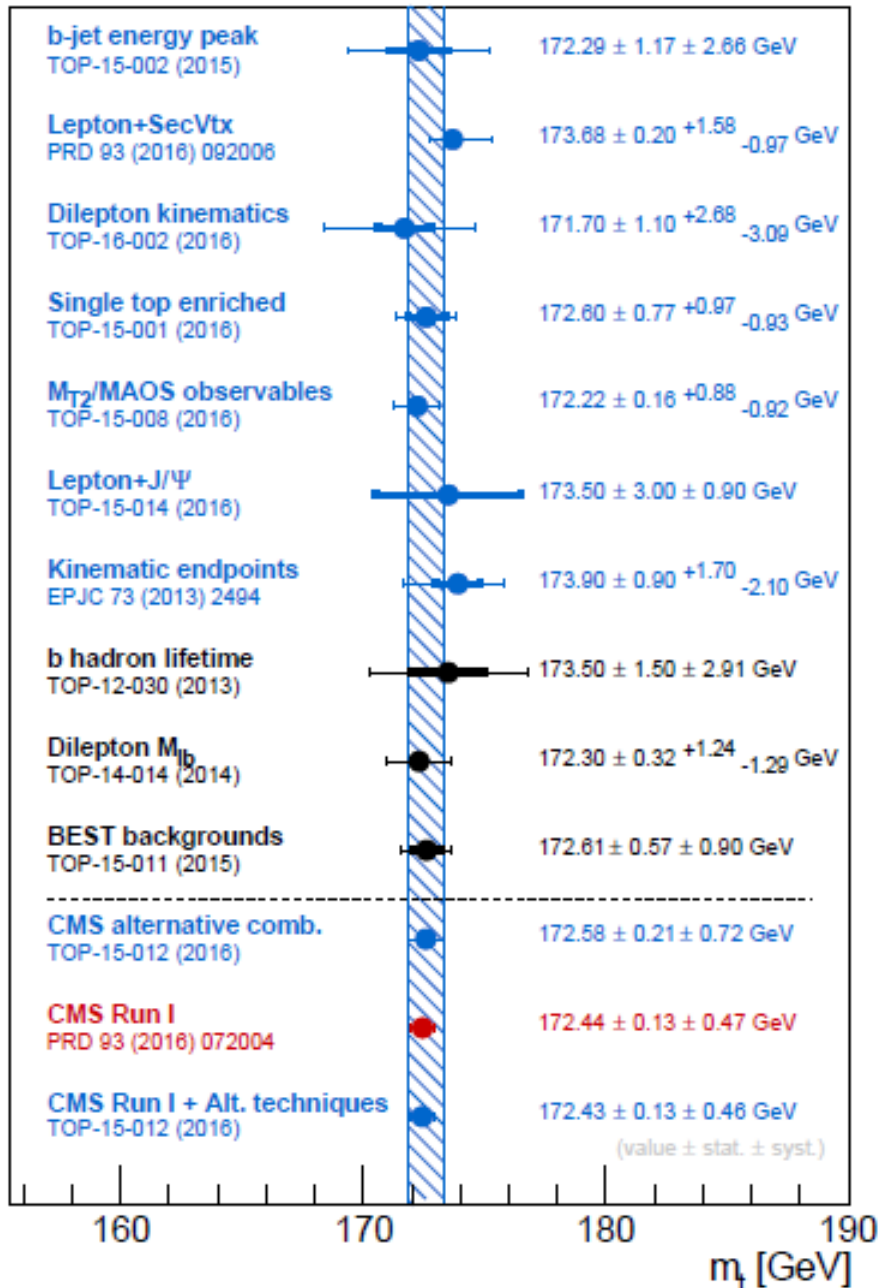 b-jet energy peak 172.29 ± 1.17 ± 2.66 GeV
TOP-15-002 (2015)
Lepton+SecVtx 173.68 ± 0.20 +1.58 -0.97 GeV
PRD 93 (2016) 092006
Dilepton kinematics 171.70 ± 1.10 +2.68 -3.09 GeV
TOP-16-002 (2016)
Single top enriched 172.60 ± 0.77 +0.97 -0.93 GeV
TOP-15-001 (2016)
MT2/MAOS observables 172.22 ± 0.16 +0.88 -0.92 GeV
TOP-15-008 (2016)
Lepton+J/Ψ 173.50 ± 3.00 ± 0.90 GeV
TOP-15-014 (2016)
Kinematic endpoints 173.90 ± 0.90 +1.70 -2.10 GeV
EPJC 73 (2013) 2494
b hadron lifetime 173.50 ± 1.50 ± 2.91 GeV
TOP-12-030 (2013)
Dilepton Mlb 172.30 ± 0.32 +1.24 -1.29 GeV
TOP-14-014 (2014)
BEST backgrounds 172.61 ± 0.57 ± 0.90 GeV
TOP-15-011 (2015)
CMS alternative comb. 172.58 ± 0.21 ± 0.72 GeV
TOP-15-012 (2016)
CMS Run I 172.44 ± 0.13 ± 0.47 GeV
PRD 93 (2016) 072004
CMS Run I + Alt. techniques 172.43 ± 0.13 ± 0.46 GeV
TOP-15-012 (2016)
(value ± stat. ± syst.)
160 170 180 190
mt [GeV]